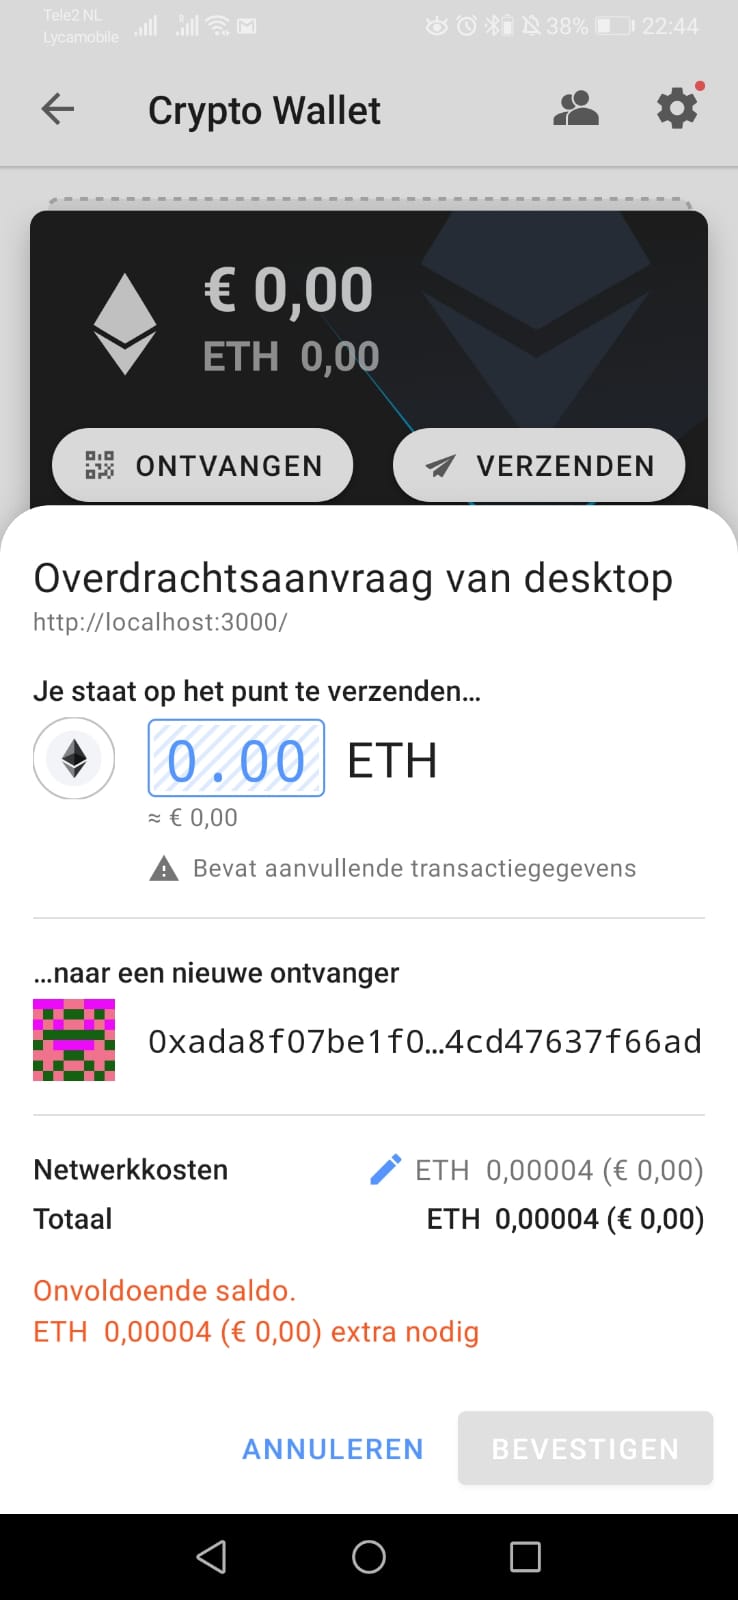 Tele2 NL
Lycamobile
38% 22:44
Crypto Wallet
€ 0,00
ETH 0,00
ONTVANGEN
VERZENDEN
Overdrachtsaanvraag van desktop
http://localhost:3000/
Je staat op het punt te verzenden...
0.00 ETH
≈ € 0,00
Bevat aanvullende transactiegegevens
...naar een nieuwe ontvanger
0xada8f07be1f0...4cd47637f66ad
Netwerkkosten ETH 0,00004 (€ 0,00)
Totaal ETH 0,00004 (€ 0,00)
Onvoldoende saldo.
ETH 0,00004 (€ 0,00) extra nodig
ANNULEREN
BEVESTIGEN